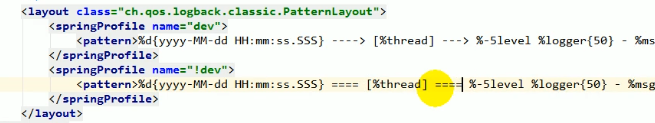 <layout class="ch.qos.logback.classic.PatternLayout">
<springProfile name="dev">
<pattern>%d{yyyy-MM-dd HH:mm:ss.SSS} ----> [%thread] ---> %-5level %logger{50} - %msg
</springProfile>
<springProfile name="!dev">
<pattern>%d{yyyy-MM-dd HH:mm:ss.SSS} ==== [%thread] ==== %-5level %logger{50} - %msg
</springProfile>
</layout>